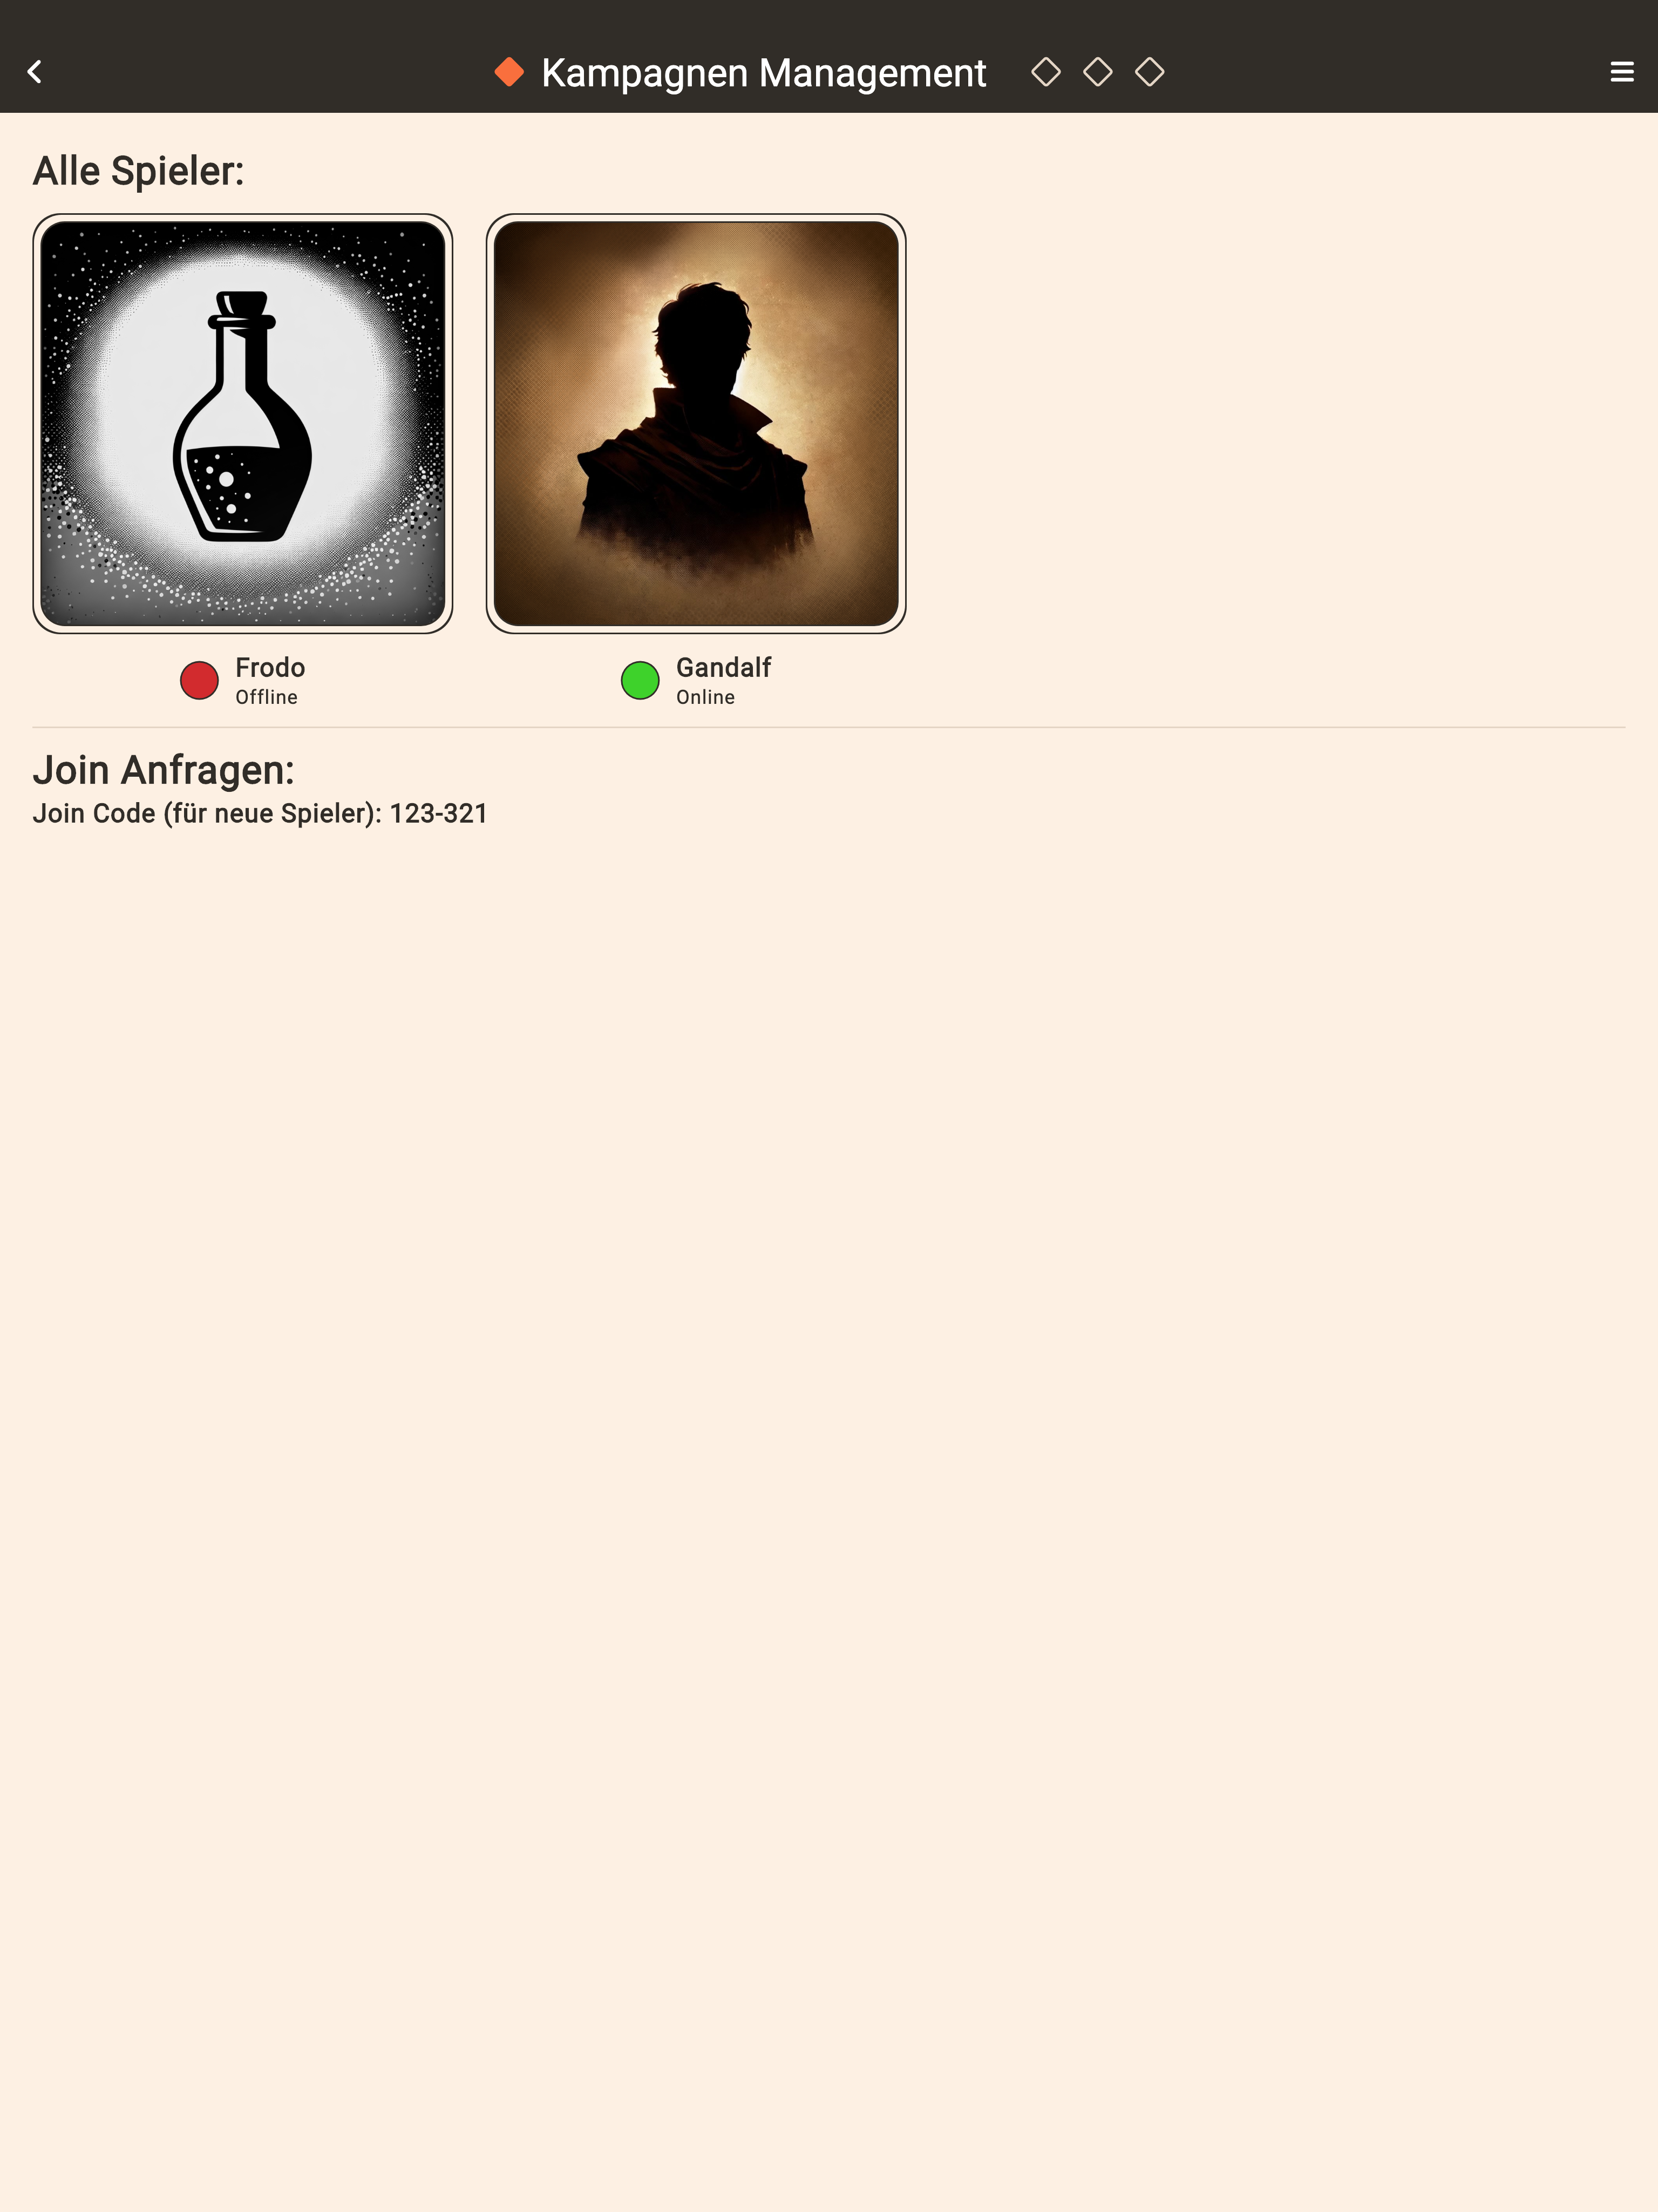 Kampagnen Management
Alle Spieler:
Frodo
Offline
Gandalf
Online
Join Anfragen:
Join Code (für neue Spieler): 123-321